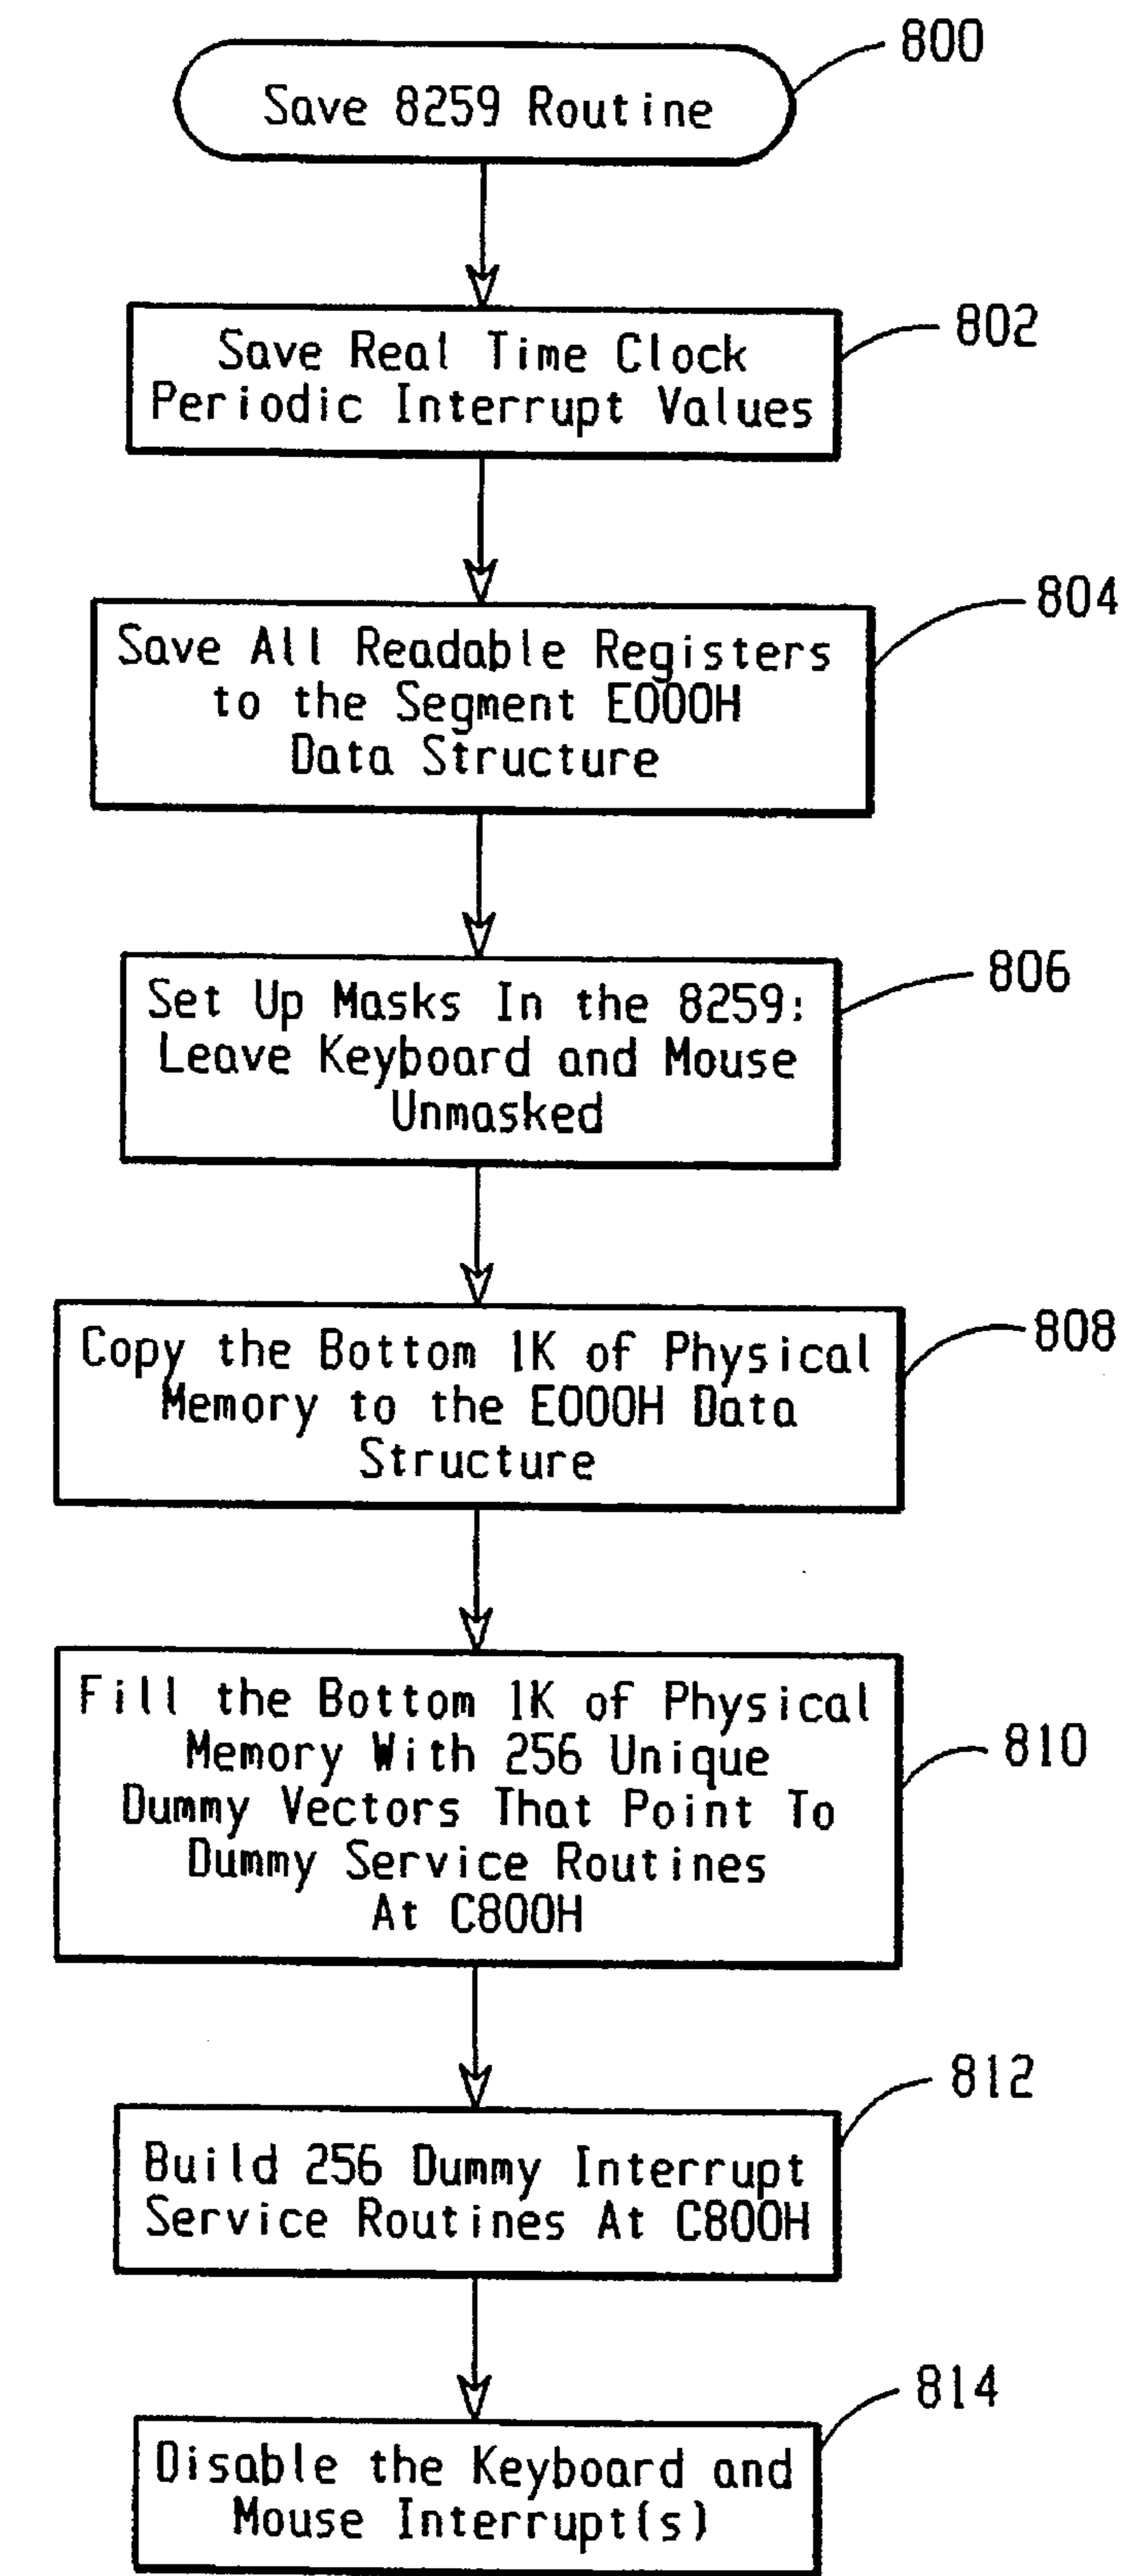 800
Save 8259 Routine
802
Save Real Time Clock
Periodic Interrupt Values
804
Save All Readable Registers
to the Segment E000H
Data Structure
806
Set Up Masks In the 8259:
Leave Keyboard and Mouse
Unmasked
808
Copy the Bottom 1K of Physical
Memory to the E000H Data
Structure
Fill the Bottom 1K of Physical
Memory With 256 Unique
810
Dummy Vectors That Point To
Dummy Service Routines
At C800H
812
Build 256 Dummy Interrupt
Service Routines At C800H
814
Disable the Keyboard and
Mouse Interrupt(s)